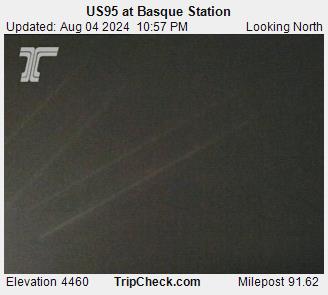 US95 at Basque Station
Updated: Aug 04 2024 10:57 PM Looking North
Elevation 4460 TripCheck.com Milepost 91.62